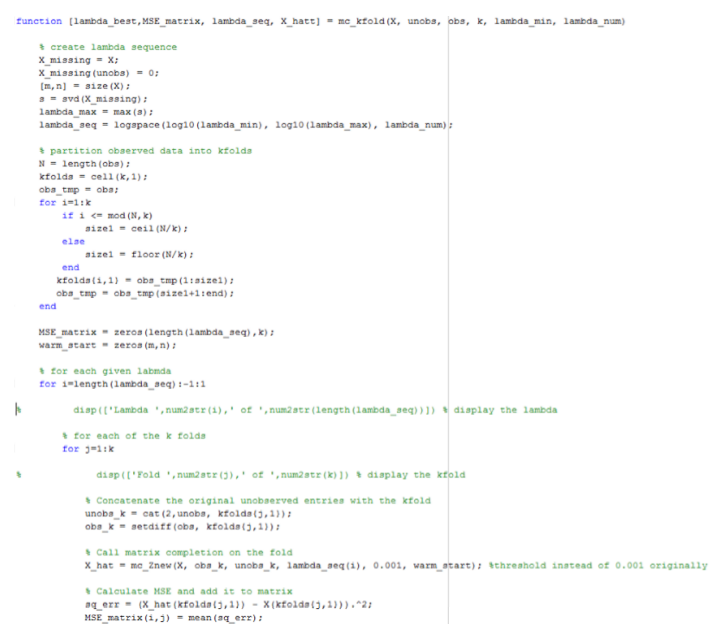 function [lambda_best,MSE_matrix, lambda_seq, X_hatt] = mc_kfold(X, unobs, obs, k, lambda_min, lambda_num)
% create lambda sequence
X_missing = X;
X_missing(unobs) = 0;
[m,n] = size(X);
s = svd(X_missing);
lambda_max = max(s);
lambda_seq = logspace(log10(lambda_min), log10(lambda_max), lambda_num);
% partition observed data into kfolds
N = length(obs);
kfolds = cell(k,1);
obs_tmp = obs;
for i=1:k
if i <= mod(N,k)
size1 = ceil(N/k);
else
size1 = floor(N/k);
end
kfolds(i,1) = obs_tmp(1:size1);
obs_tmp = obs_tmp(size1+1:end);
end
MSE_matrix = zeros(length(lambda_seq),k);
warm_start = zeros(m,n);
% for each given labmda
for i=length(lambda_seq):-1:1
% disp(['Lambda ',num2str(i),' of ',num2str(length(lambda_seq))]) % display the lambda
% for each of the k folds
for j=1:k
% disp(['Fold ',num2str(j),' of ',num2str(k)]) % display the kfold
% Concatenate the original unobserved entries with the kfold
unobs_k = cat(2,unobs, kfolds(j,1));
obs_k = setdiff(obs, kfolds(j,1));
% Call matrix completion on the fold
X_hat = mc_Znew(X, obs_k, unobs_k, lambda_seq(i), 0.001, warm_start); %threshold instead of 0.001 originally
% Calculate MSE and add it to matrix
sq_err = (X_hat(kfolds(j,1)) - X(kfolds(j,1))).^2;
MSE_matrix(i,j) = mean(sq_err);